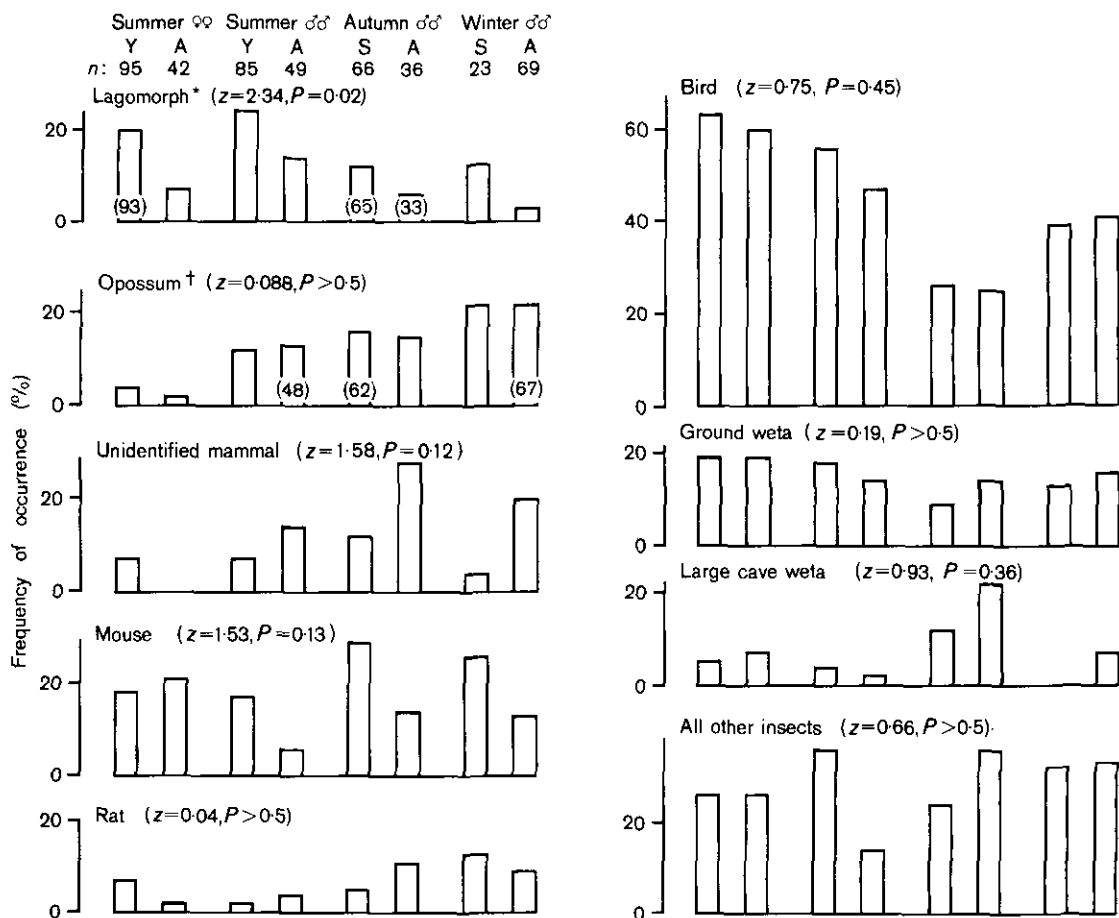 Summer ♀♀ Summer ♂♂ Autumn ♂♂ Winter ♂♂
Y A Y A S A S A
n: 95 42 85 49 66 36 23 69
Lagomorph* (z=2·34, P=0·02)
20
0
(93) (65) (33)
Opossum† (z=0·088, P>0·5)
20
0
(48) (62) (67)
Unidentified mammal (z=1·58, P=0·12)
20
0
Mouse (z=1·53, P=0·13)
20
0
Rat (z=0·04, P>0·5)
20
0
Frequency of occurrence (%)
Bird (z=0·75, P=0·45)
60
40
20
0
Ground weta (z=0·19, P>0·5)
20
0
Large cave weta (z=0·93, P=0·36)
20
0
All other insects (z=0·66, P>0·5)
20
0